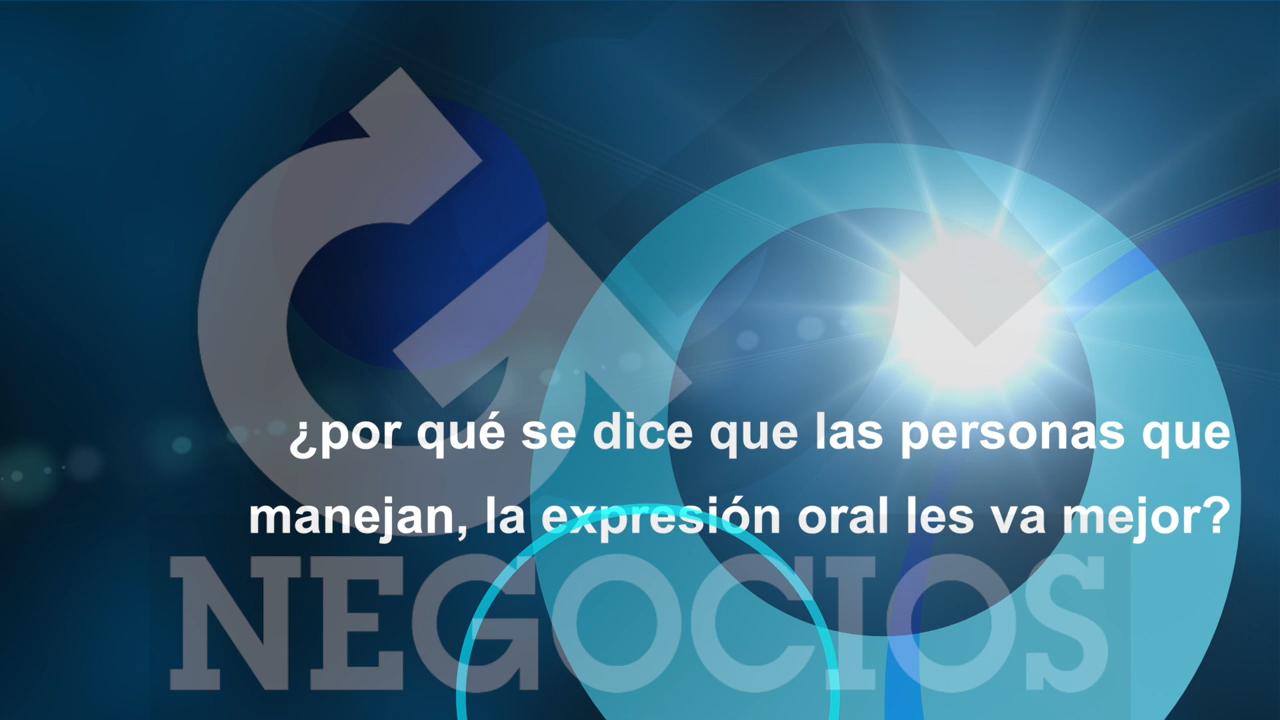 ¿por qué se dice que las personas que
manejan, la expresión oral les va mejor?
NEGOCIOS